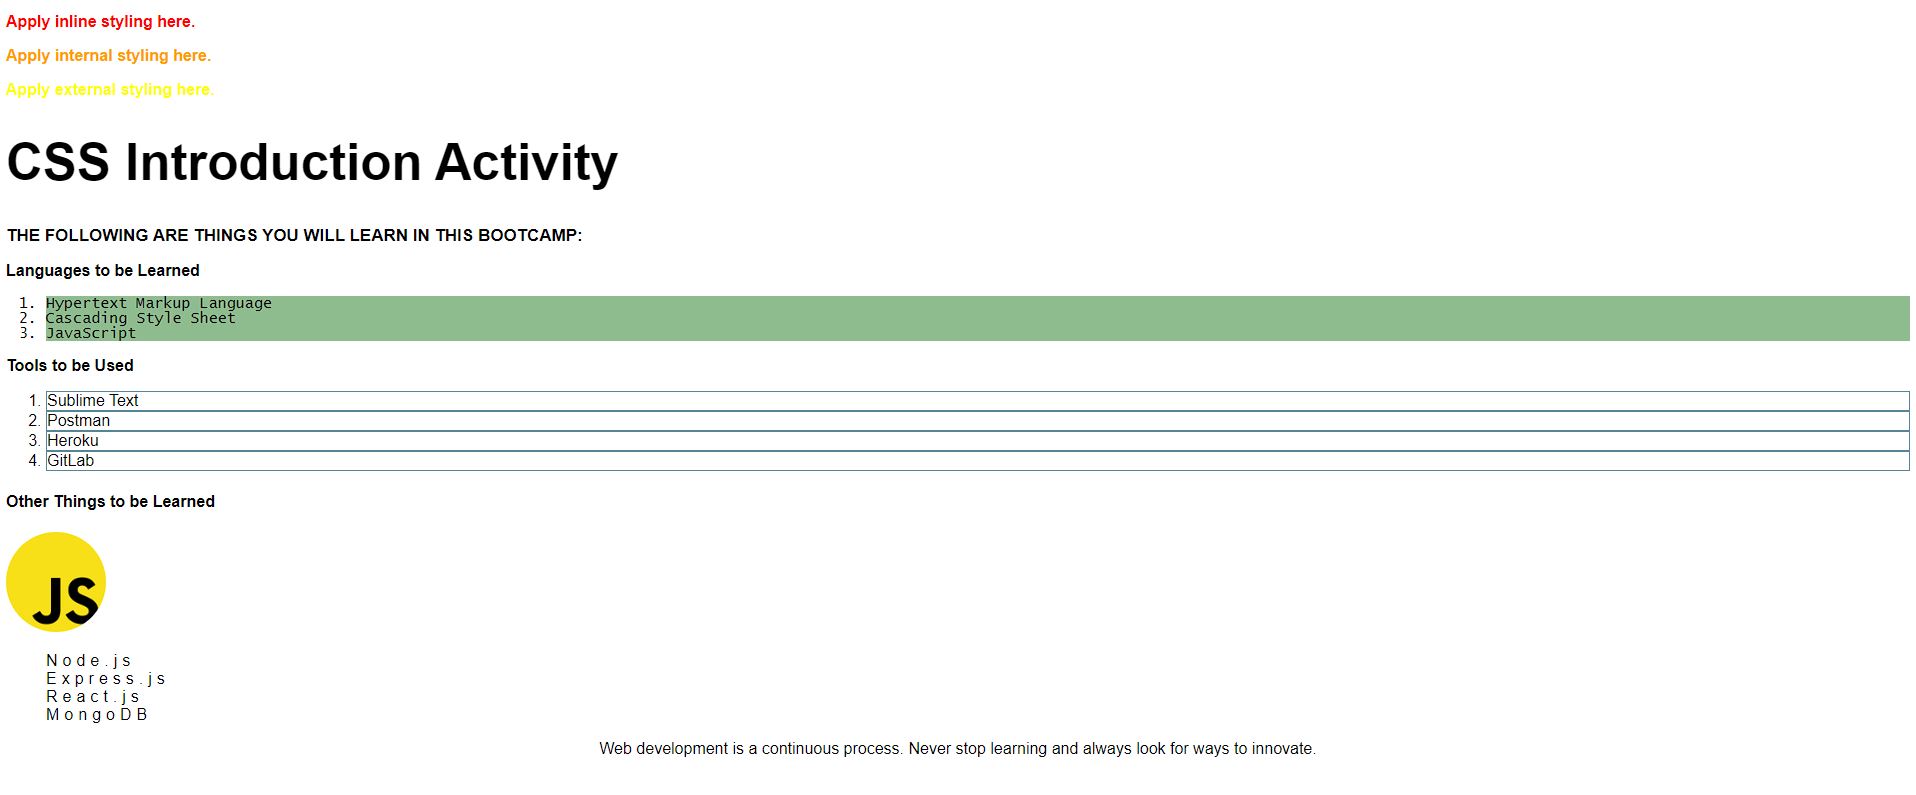 Apply inline styling here.
Apply internal styling here.
Apply external styling here.
CSS Introduction Activity
THE FOLLOWING ARE THINGS YOU WILL LEARN IN THIS BOOTCAMP:
Languages to be Learned
1. Hypertext Markup Language
2. Cascading Style Sheet
3. JavaScript
Tools to be Used
1. Sublime Text
2. Postman
3. Heroku
4. GitLab
Other Things to be Learned
JS
Node.js
Express.js
React.js
MongoDB
Web development is a continuous process. Never stop learning and always look for ways to innovate.